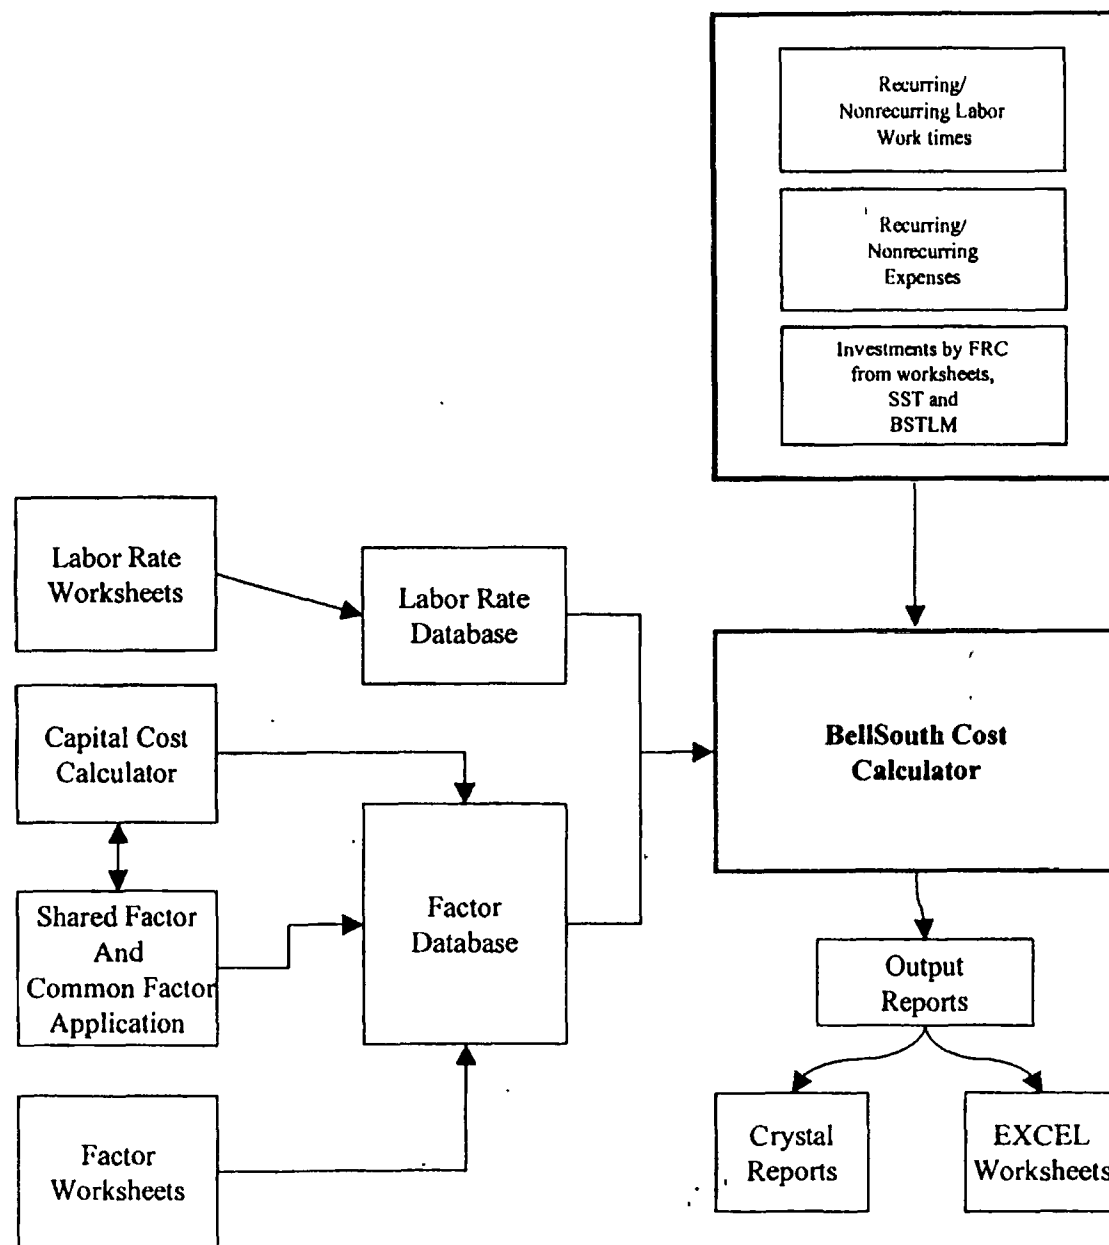 Recurring/
Nonrecurring Labor
Work times
Recurring/
Nonrecurring
Expenses
Investments by FRC
from worksheets,
SST and
BSTLM
Labor Rate
Worksheets
Labor Rate
Database
Capital Cost
Calculator
BellSouth Cost
Calculator
Shared Factor
And
Common Factor
Application
Factor
Database
Output
Reports
Factor
Worksheets
Crystal
Reports
EXCEL
Worksheets